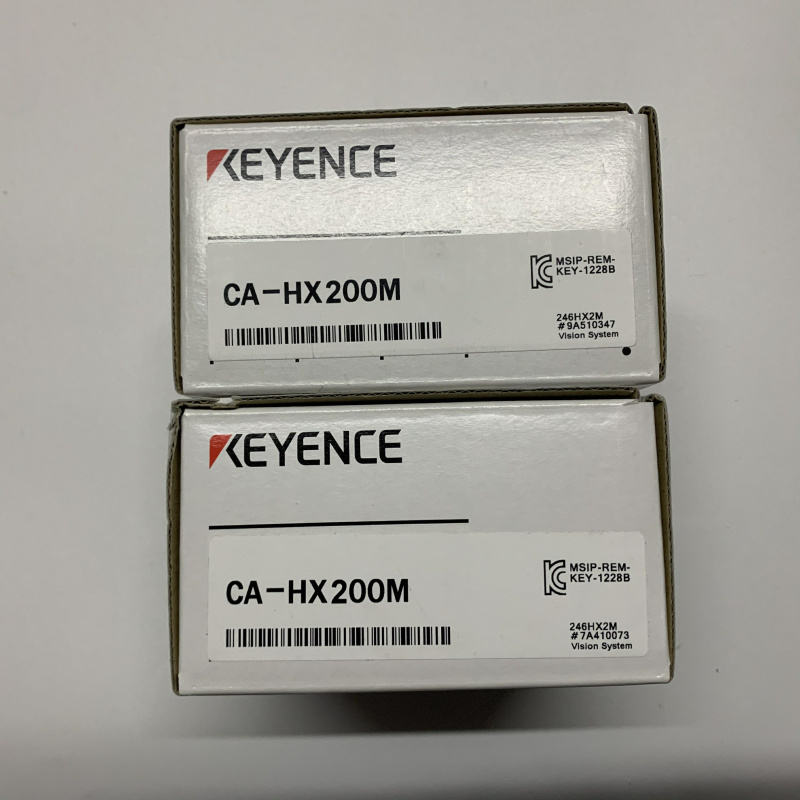 KEYENCE
CA-HX200M
MSIP-REM-
KEY-1228B
246HX2M
#9A510347
Vision System
KEYENCE
CA-HX200M
MSIP-REM-
KEY-1228B
246HX2M
#7A410073
Vision System